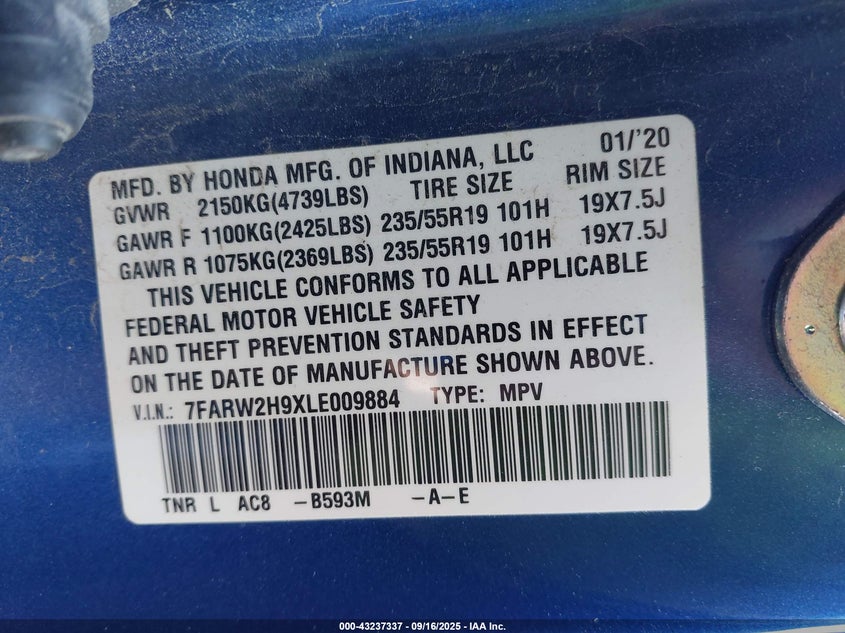 MFD. BY HONDA MFG. OF INDIANA, LLC 01/'20
GVWR 2150KG(4739LBS) TIRE SIZE RIM SIZE
GAWR F 1100KG(2425LBS) 235/55R19 101H 19X7.5J
GAWR R 1075KG(2369LBS) 235/55R19 101H 19X7.5J
THIS VEHICLE CONFORMS TO ALL APPLICABLE
FEDERAL MOTOR VEHICLE SAFETY
AND THEFT PREVENTION STANDARDS IN EFFECT
ON THE DATE OF MANUFACTURE SHOWN ABOVE.
V.I.N.: 7FARW2H9XLE009884 TYPE: MPV
TNR L AC8 -B593M -A-E
000-43237337 - 09/16/2025 - IAA Inc.